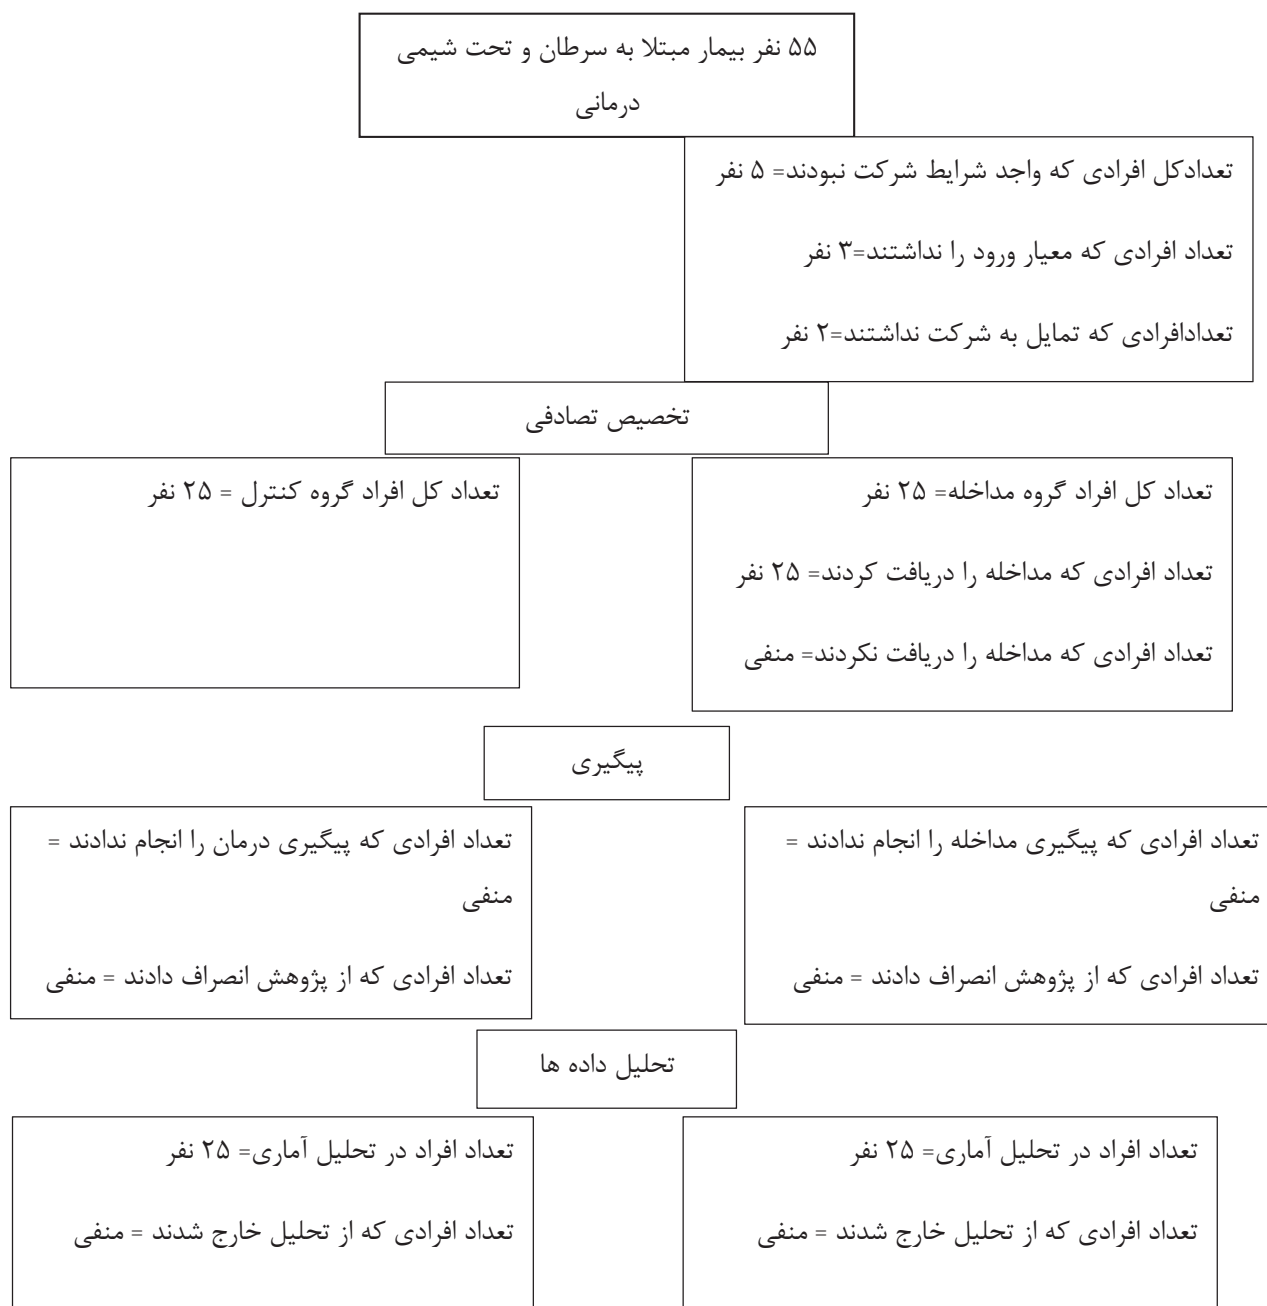 ۵۵ نفر بیمار مبتلا به سرطان و تحت شیمی
درمانی
تعدادکل افرادی که واجد شرایط شرکت نبودند= ۵ نفر
تعداد افرادی که معیار ورود را نداشتند=۳ نفر
تعدادافرادی که تمایل به شرکت نداشتند=۲ نفر
تخصیص تصادفی
تعداد کل افراد گروه مداخله= ۲۵ نفر
تعداد افرادی که مداخله را دریافت کردند= ۲۵ نفر
تعداد افرادی که مداخله را دریافت نکردند= منفی
تعداد کل افراد گروه کنترل = ۲۵ نفر
پیگیری
تعداد افرادی که پیگیری مداخله را انجام ندادند =
منفی
تعداد افرادی که از پژوهش انصراف دادند = منفی
تعداد افرادی که پیگیری درمان را انجام ندادند =
منفی
تعداد افرادی که از پژوهش انصراف دادند = منفی
تحلیل داده ها
تعداد افراد در تحلیل آماری= ۲۵ نفر
تعداد افرادی که از تحلیل خارج شدند = منفی
تعداد افراد در تحلیل آماری= ۲۵ نفر
تعداد افرادی که از تحلیل خارج شدند = منفی